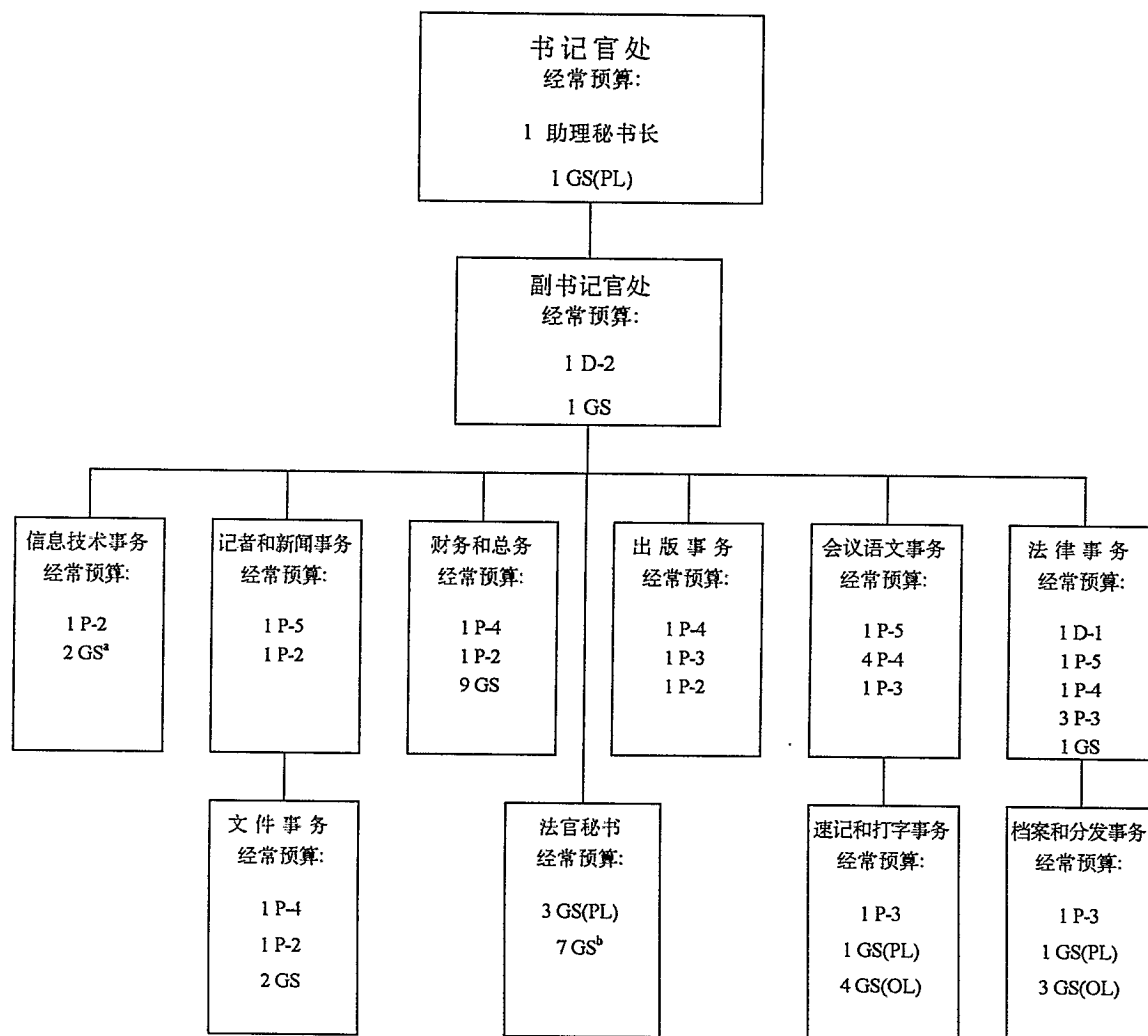 书记官处
经常预算:
1 助理秘书长
1 GS(PL)
副书记官处
经常预算:
1 D-2
1 GS
信息技术事务
经常预算:
1 P-2
2 GSᵃ
记者和新闻事务
经常预算:
1 P-5
1 P-2
财务和总务
经常预算:
1 P-4
1 P-2
9 GS
出版事务
经常预算:
1 P-4
1 P-3
1 P-2
会议语文事务
经常预算:
1 P-5
4 P-4
1 P-3
法律事务
经常预算:
1 D-1
1 P-5
1 P-4
3 P-3
1 GS
文件事务
经常预算:
1 P-4
1 P-2
2 GS
法官秘书
经常预算:
3 GS(PL)
7 GSᵇ
速记和打字事务
经常预算:
1 P-3
1 GS(PL)
4 GS(OL)
档案和分发事务
经常预算:
1 P-3
1 GS(PL)
3 GS(OL)